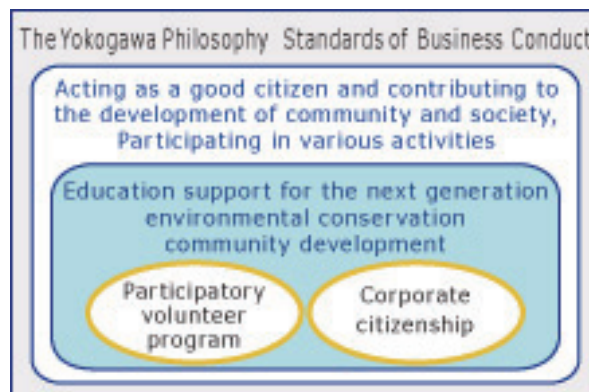 The Yokogawa Philosophy Standards of Business Conduct
Acting as a good citizen and contributing to
the development of community and society,
Participating in various activities
Education support for the next generation
environmental conservation
community development
Participatory
volunteer
program
Corporate
citizenship